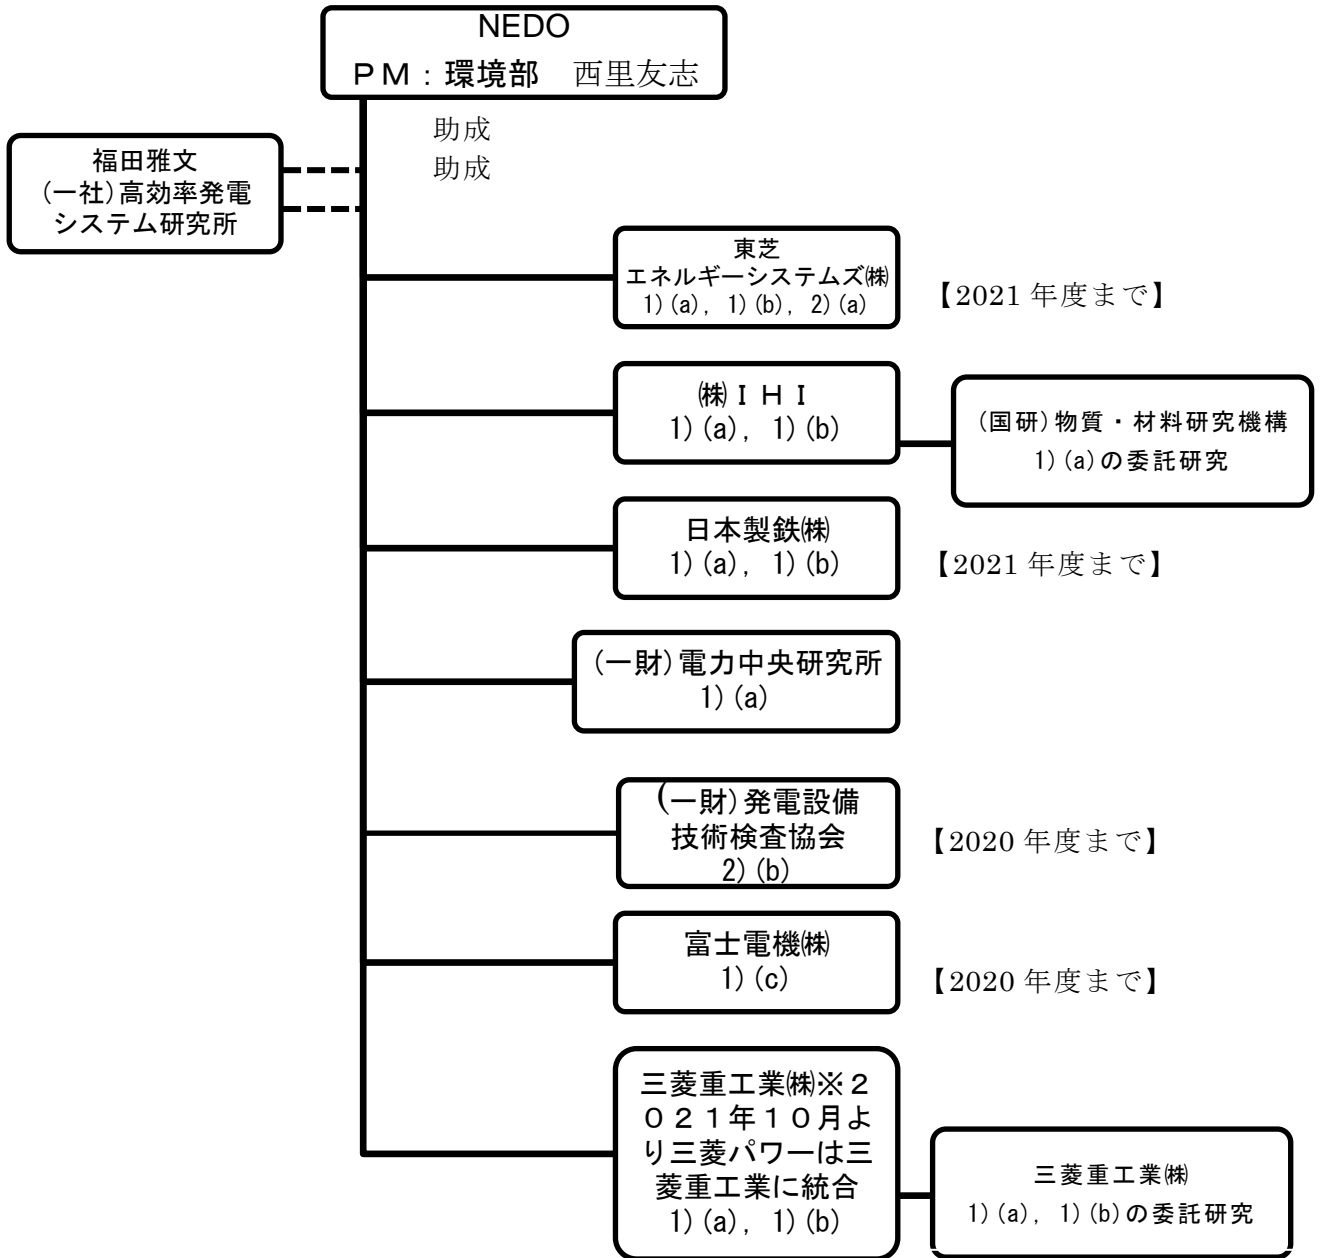 NEDO
ＰＭ：環境部　西里友志
助成
助成
福田雅文
(一社)高効率発電
システム研究所
東芝
エネルギーシステムズ㈱
1)(a), 1)(b), 2)(a)
【2021 年度まで】
㈱ＩＨＩ
1)(a), 1)(b)
(国研)物質・材料研究機構
1)(a)の委託研究
日本製鉄㈱
1)(a), 1)(b)
【2021 年度まで】
(一財)電力中央研究所
1)(a)
(一財)発電設備
技術検査協会
2)(b)
【2020 年度まで】
富士電機㈱
1)(c)
【2020 年度まで】
三菱重工業㈱※２
０２１年１０月よ
り三菱パワーは三
菱重工業に統合
1)(a), 1)(b)
三菱重工業㈱
1)(a), 1)(b)の委託研究